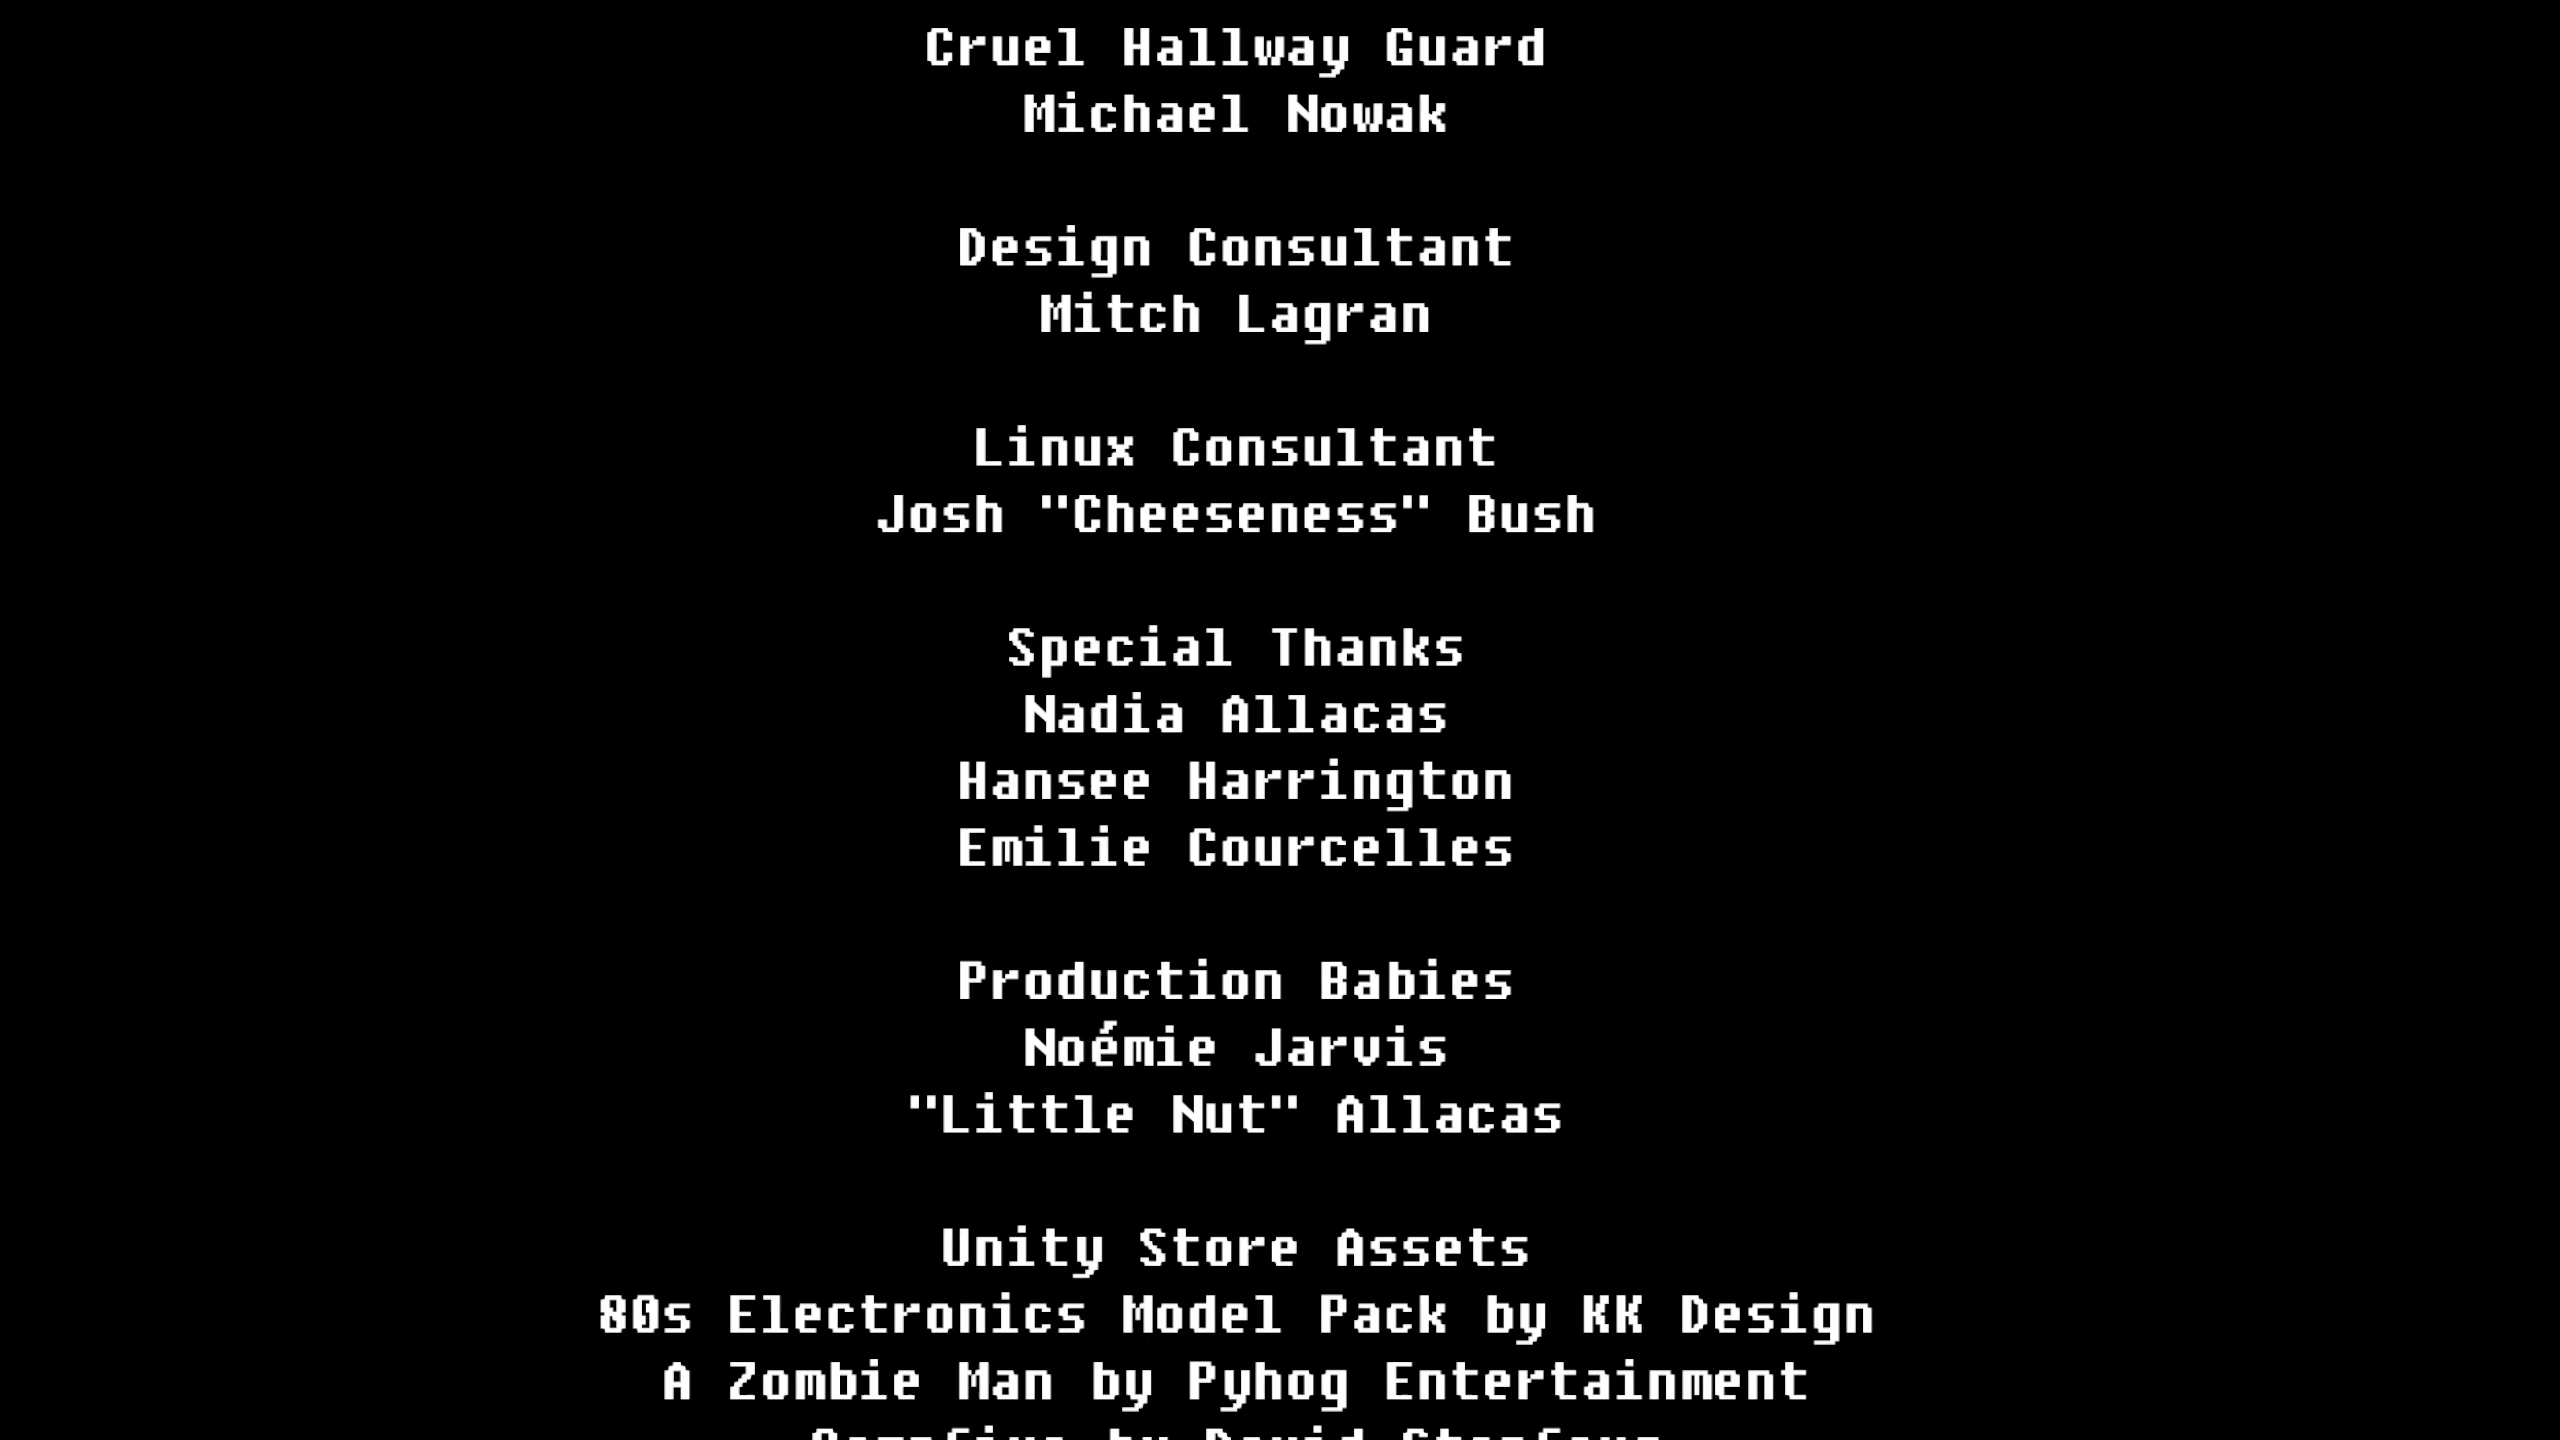 Cruel Hallway Guard
Michael Nowak
Design Consultant
Mitch Lagran
Linux Consultant
Josh "Cheeseness" Bush
Special Thanks
Nadia Allacas
Hansee Harrington
Emilie Courcelles
Production Babies
Noémie Jarvis
"Little Nut" Allacas
Unity Store Assets
80s Electronics Model Pack by KK Design
A Zombie Man by Pyhog Entertainment
by David